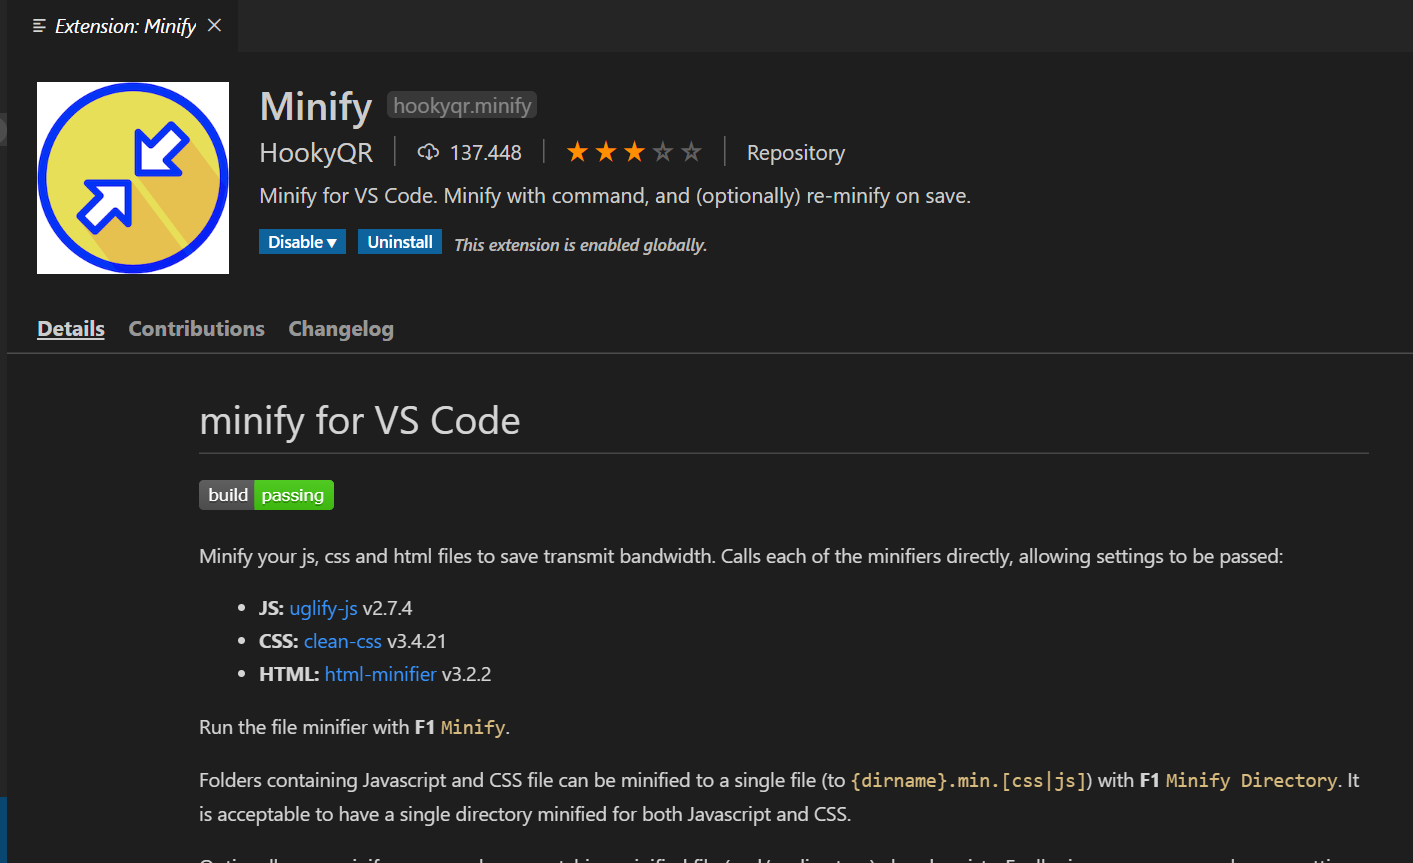 Extension: Minify
Minify hookyqr.minify
HookyQR 137.448 Repository
Minify for VS Code. Minify with command, and (optionally) re-minify on save.
Disable▼ Uninstall This extension is enabled globally.
Details Contributions Changelog
minify for VS Code
build passing
Minify your js, css and html files to save transmit bandwidth. Calls each of the minifiers directly, allowing settings to be passed:
• JS: uglify-js v2.7.4
• CSS: clean-css v3.4.21
• HTML: html-minifier v3.2.2
Run the file minifier with F1 Minify.
Folders containing Javascript and CSS file can be minified to a single file (to {dirname}.min.[css|js]) with F1 Minify Directory. It
is acceptable to have a single directory minified for both Javascript and CSS.